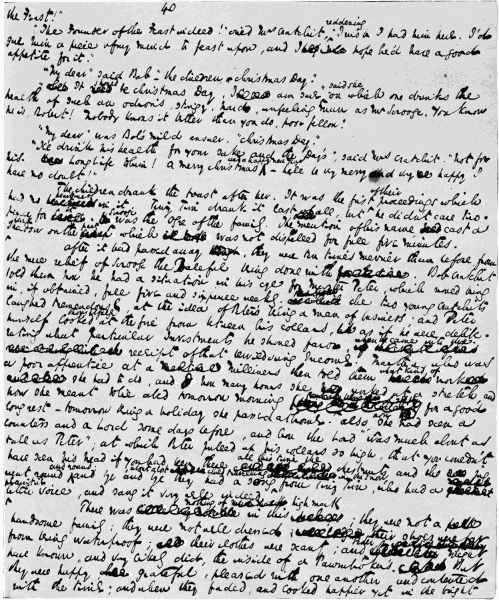 40
the Feast!"
"The Founder of the Feast indeed!" cried Mrs Cratchit, reddening "I wish I had him here. I'd
give him a piece of my mind to feast upon, and I hope he'd have a good
appetite for it."
"My dear" said Bob: "the children; Christmas Day."
"It should be Christmas Day, I am sure," said she "on which one drinks the
health of such an odious, stingy, hard, unfeeling man as Mr Scrooge. You know
he is, Robert! Nobody knows it better than you do, poor fellow!
"My dear" was Bob's mild answer. "Christmas Day."
"I'll drink his health for your sake and the Day's", said Mrs Cratchit. "Not for
his. Long life to him! A merry Christmas and a happy new year! - he'll be very merry and very happy I
have no doubt!"
The children drank the toast after her. It was the first of their proceedings which
had no heartiness in it. Tiny Tim drank it last of all, but he didn't care two-
pence for it. Scrooge was the Ogre of the family. The mention of his name cast a
shadow on the party which was not dispelled for full five minutes.
After it had passed away, they were ten times merrier than before from
the mere relief of Scrooge the Baleful being done with. Bob Cratchit
told them how he had a situation in his eye for Master Peter, which would bring
in, if obtained, full five and sixpence weekly. The two young Cratchits
laughed tremendously at the idea of Peter's being a man of business; and Peter
himself looked thoughtfully at the fire from between his collars, as if he were delibe-
rating what particular investments he should favor when he came into the
receipt of that bewildering Income. Martha, who was
a poor apprentice at a milliner's then told them what kind of work
she had to do, and how many hours she worked at a stretch, and
how she meant to lie abed tomorrow morning for a good
long rest - tomorrow being a holiday she passed at home. Also how she had seen a
countess and a lord some days before, and how the lord "was much about as
tall as Peter"; at which Peter pulled up his collars so high, that you couldn't
have seen his head if you had been there. All this time the chestnuts and the jug
went round and round; and bye and bye they had a song, from Tiny Tim, who had a plaintive
little voice, and sang it very well indeed.
There was nothing of high mark in this; they were not a
handsome family; they were not well dressed; their shoes were far
from being waterproof; their clothes were scant; and Peter might
have known, and very likely did, the inside of a Pawnbroker's. But
they were happy, grateful, pleased with one another, and contented
with the time; and when they faded, and looked happier yet in the bright